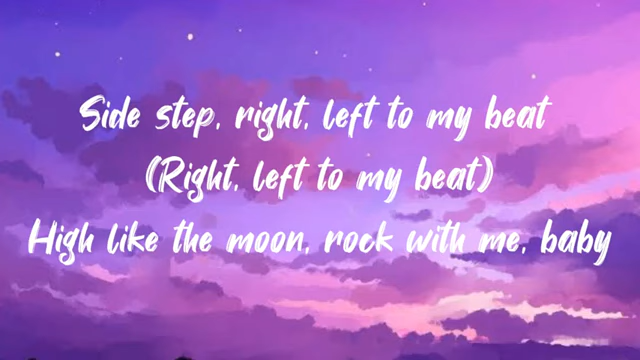 Side step, right, left to my beat
(Right, left to my beat)
High like the moon, rock with me, baby